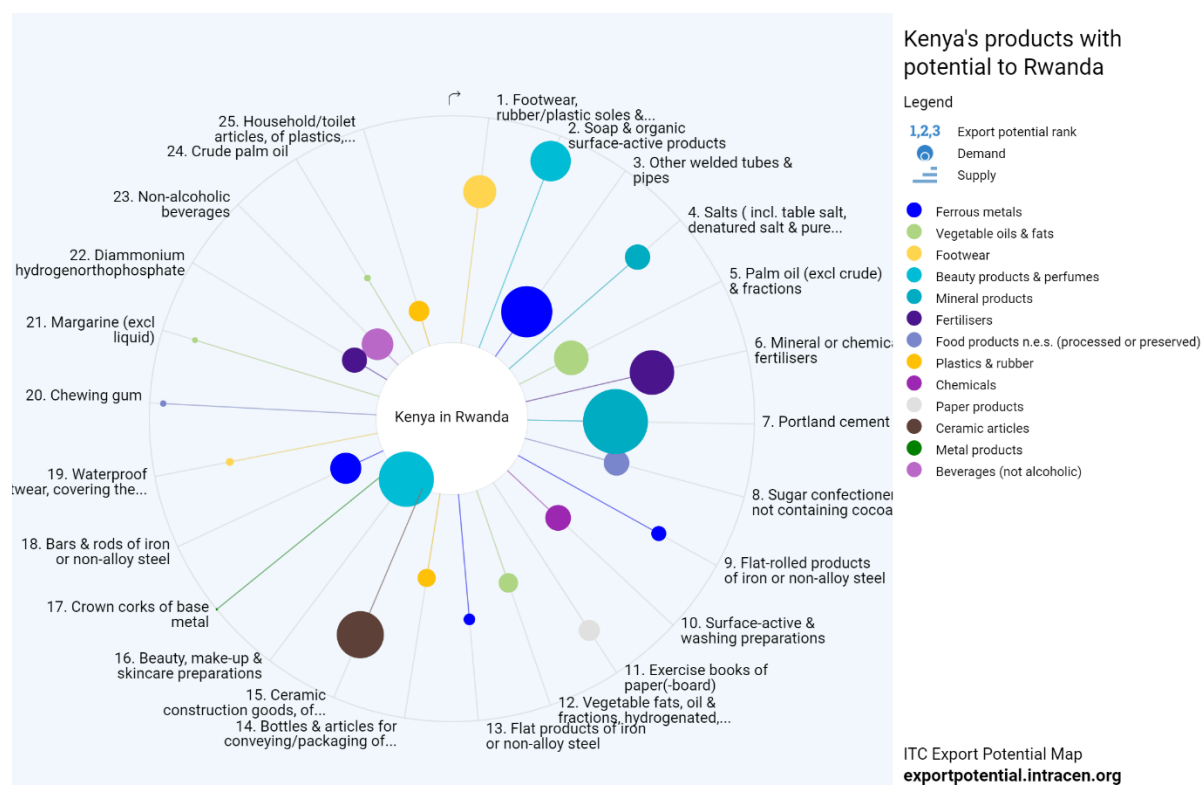 Kenya's products with
potential to Rwanda
Legend
1,2,3 Export potential rank
Demand
Supply
Ferrous metals
Vegetable oils & fats
Footwear
Beauty products & perfumes
Mineral products
Fertilisers
Food products n.e.s. (processed or preserved)
Plastics & rubber
Chemicals
Paper products
Ceramic articles
Metal products
Beverages (not alcoholic)
1. Footwear,
rubber/plastic soles &...
2. Soap & organic
surface-active products
3. Other welded tubes &
pipes
4. Salts ( incl. table salt,
denatured salt & pure...
5. Palm oil (excl crude)
& fractions
6. Mineral or chemica
fertilisers
7. Portland cement
8. Sugar confectioner
not containing cocoa
9. Flat-rolled products
of iron or non-alloy steel
10. Surface-active &
washing preparations
11. Exercise books of
paper(-board)
12. Vegetable fats, oil &
fractions, hydrogenated,...
13. Flat products of iron
or non-alloy steel
14. Bottles & articles for
conveying/packaging of...
15. Ceramic
construction goods, of...
16. Beauty, make-up &
skincare preparations
17. Crown corks of base
metal
18. Bars & rods of iron
or non-alloy steel
19. Waterproof
twear, covering the...
20. Chewing gum
21. Margarine (excl
liquid)
22. Diammonium
hydrogenorthophosphate
23. Non-alcoholic
beverages
24. Crude palm oil
25. Household/toilet
articles, of plastics,...
Kenya in Rwanda
ITC Export Potential Map
exportpotential.intracen.org